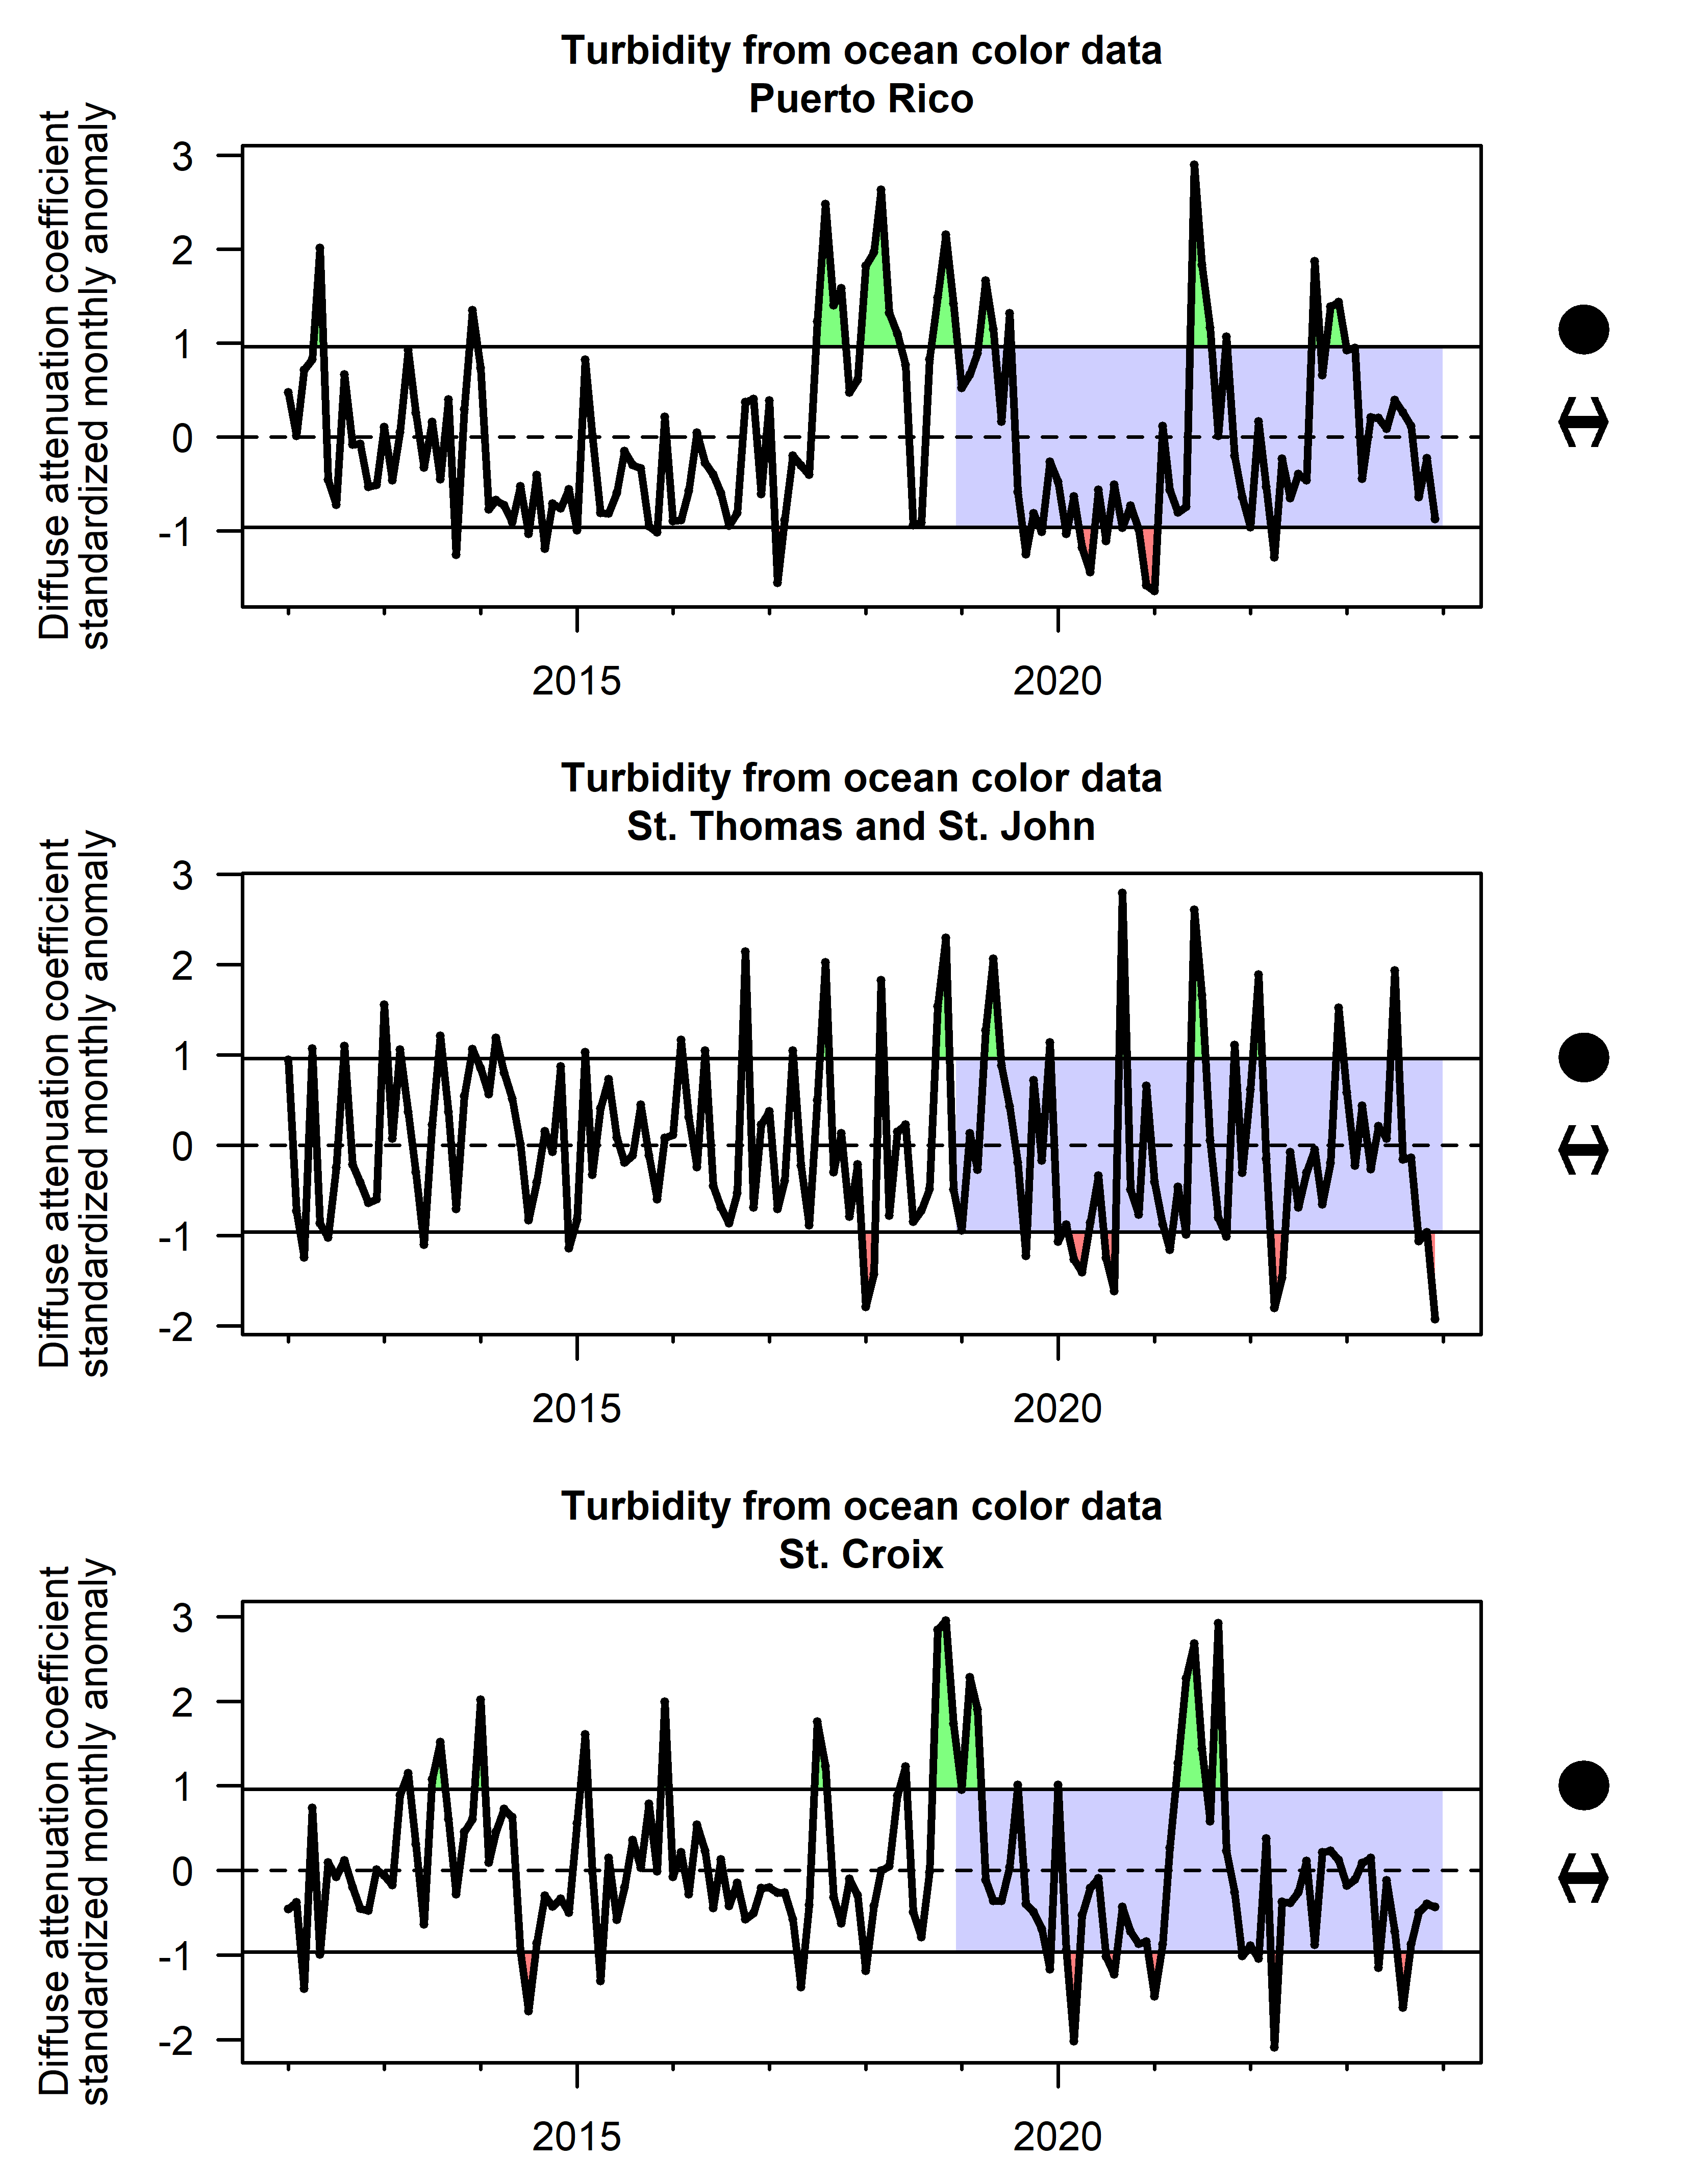 Turbidity from ocean color data
Puerto Rico
Diffuse attenuation coefficient
standardized monthly anomaly
3
2
1
0
-1
2015
2020
Turbidity from ocean color data
St. Thomas and St. John
Diffuse attenuation coefficient
standardized monthly anomaly
3
2
1
0
-1
-2
2015
2020
Turbidity from ocean color data
St. Croix
Diffuse attenuation coefficient
standardized monthly anomaly
3
2
1
0
-1
-2
2015
2020